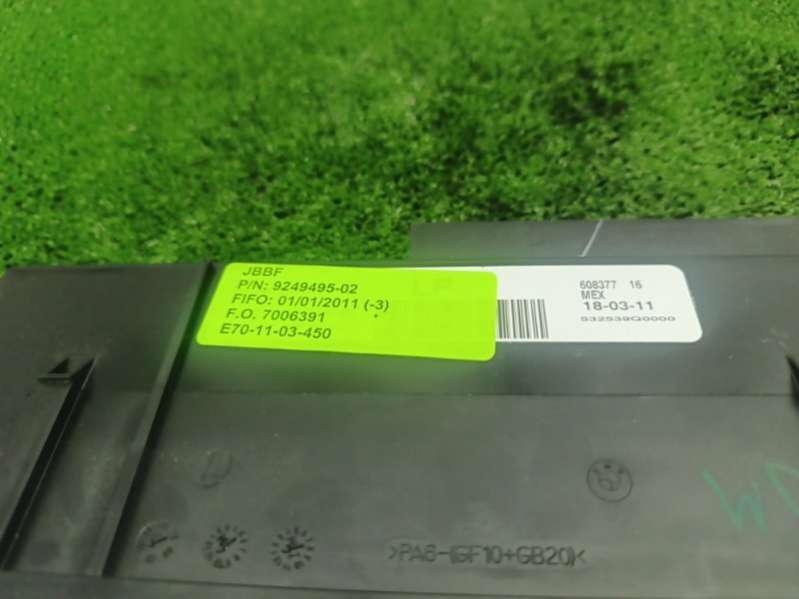 JBBF
P/N: 9249495-02
FIFO: 01/01/2011 (-3)
F.O. 7006391
E70-11-03-450
608377 16
MEX
18-03-11
532539Q0000
>PA6-(GF10+GB20)<